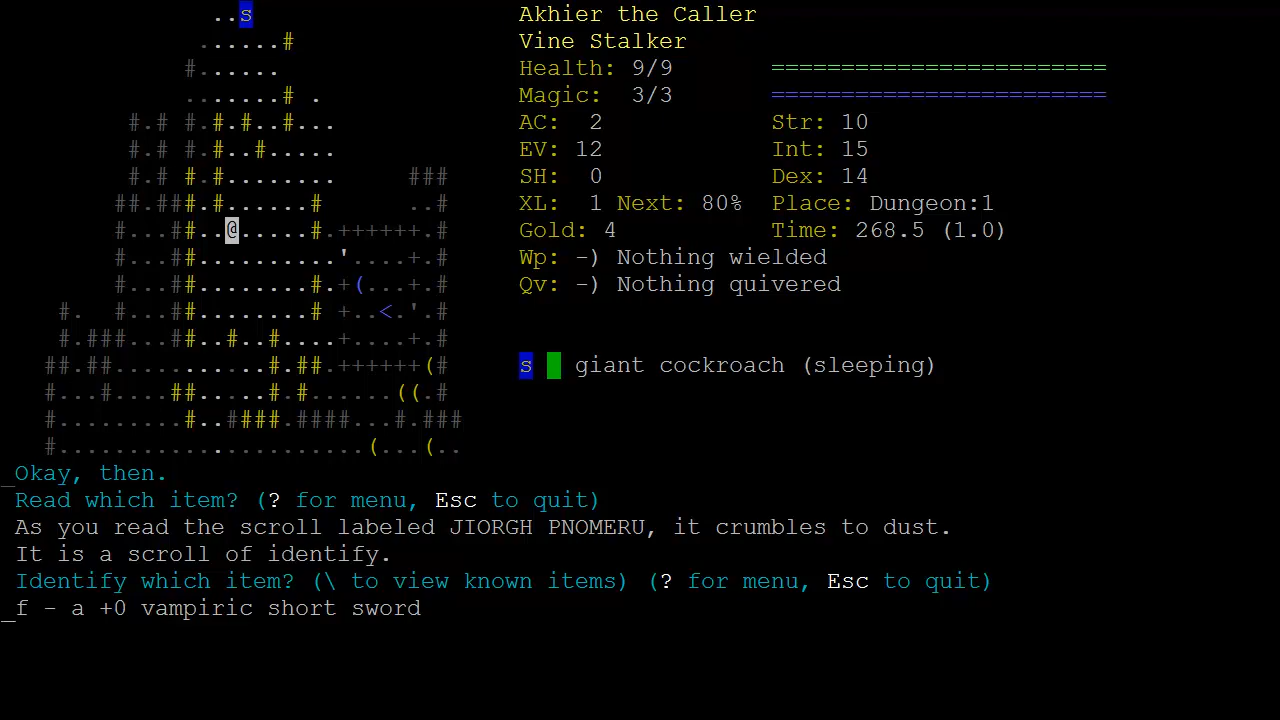 ..s Akhier the Caller
......# Vine Stalker
#...... Health: 9/9 ========================
.......# . Magic: 3/3 ========================
#.# #.#.#..#... AC: 2 Str: 10
#.# #.#..#..... EV: 12 Int: 15
#.# #.#........ ### SH: 0 Dex: 14
##.###.#......# ..# XL: 1 Next: 80% Place: Dungeon:1
#...##..@.....#.++++++.# Gold: 4 Time: 268.5 (1.0)
#...##..........'....+.# Wp: -) Nothing wielded
#...##........#.+(...+.# Qv: -) Nothing quivered
#. #...##........# +..<.'.#
#.###...##..#..#...+....+.#
##.##...........#.##.++++++(# s giant cockroach (sleeping)
#...#....##.....#.#......((.#
#.........#..####.####...#.###
#......................(...(..
_Okay, then.
Read which item? (? for menu, Esc to quit)
As you read the scroll labeled JIORGH PNOMERU, it crumbles to dust.
It is a scroll of identify.
Identify which item? (\ to view known items) (? for menu, Esc to quit)
_f - a +0 vampiric short sword